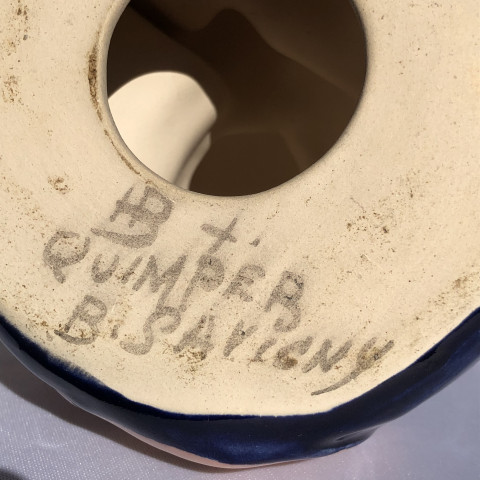 HB +.
QUIMPER
B. SAVIGNY